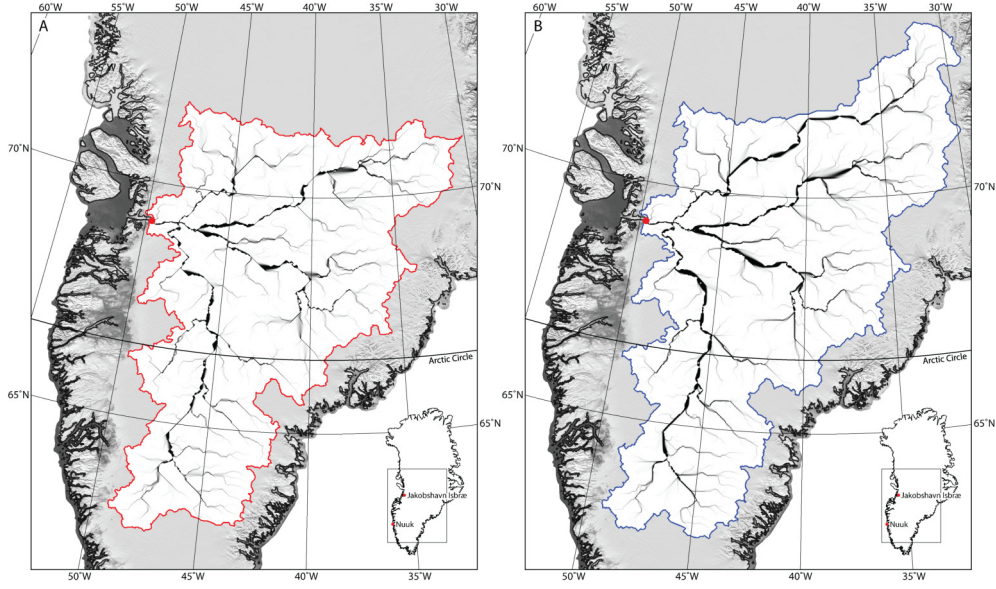 60°W 55°W 50°W 45°W 40°W 35°W
A
70°N
70°N
Arctic Circle
65°N
65°N
Jakobshavn Isbræ
Nuuk
50°W 45°W 40°W 35°W 30°W
60°W 55°W 50°W 45°W 40°W 35°W
B
70°N
70°N
Arctic Circle
65°N
65°N
Jakobshavn Isbræ
Nuuk
50°W 45°W 40°W 35°W